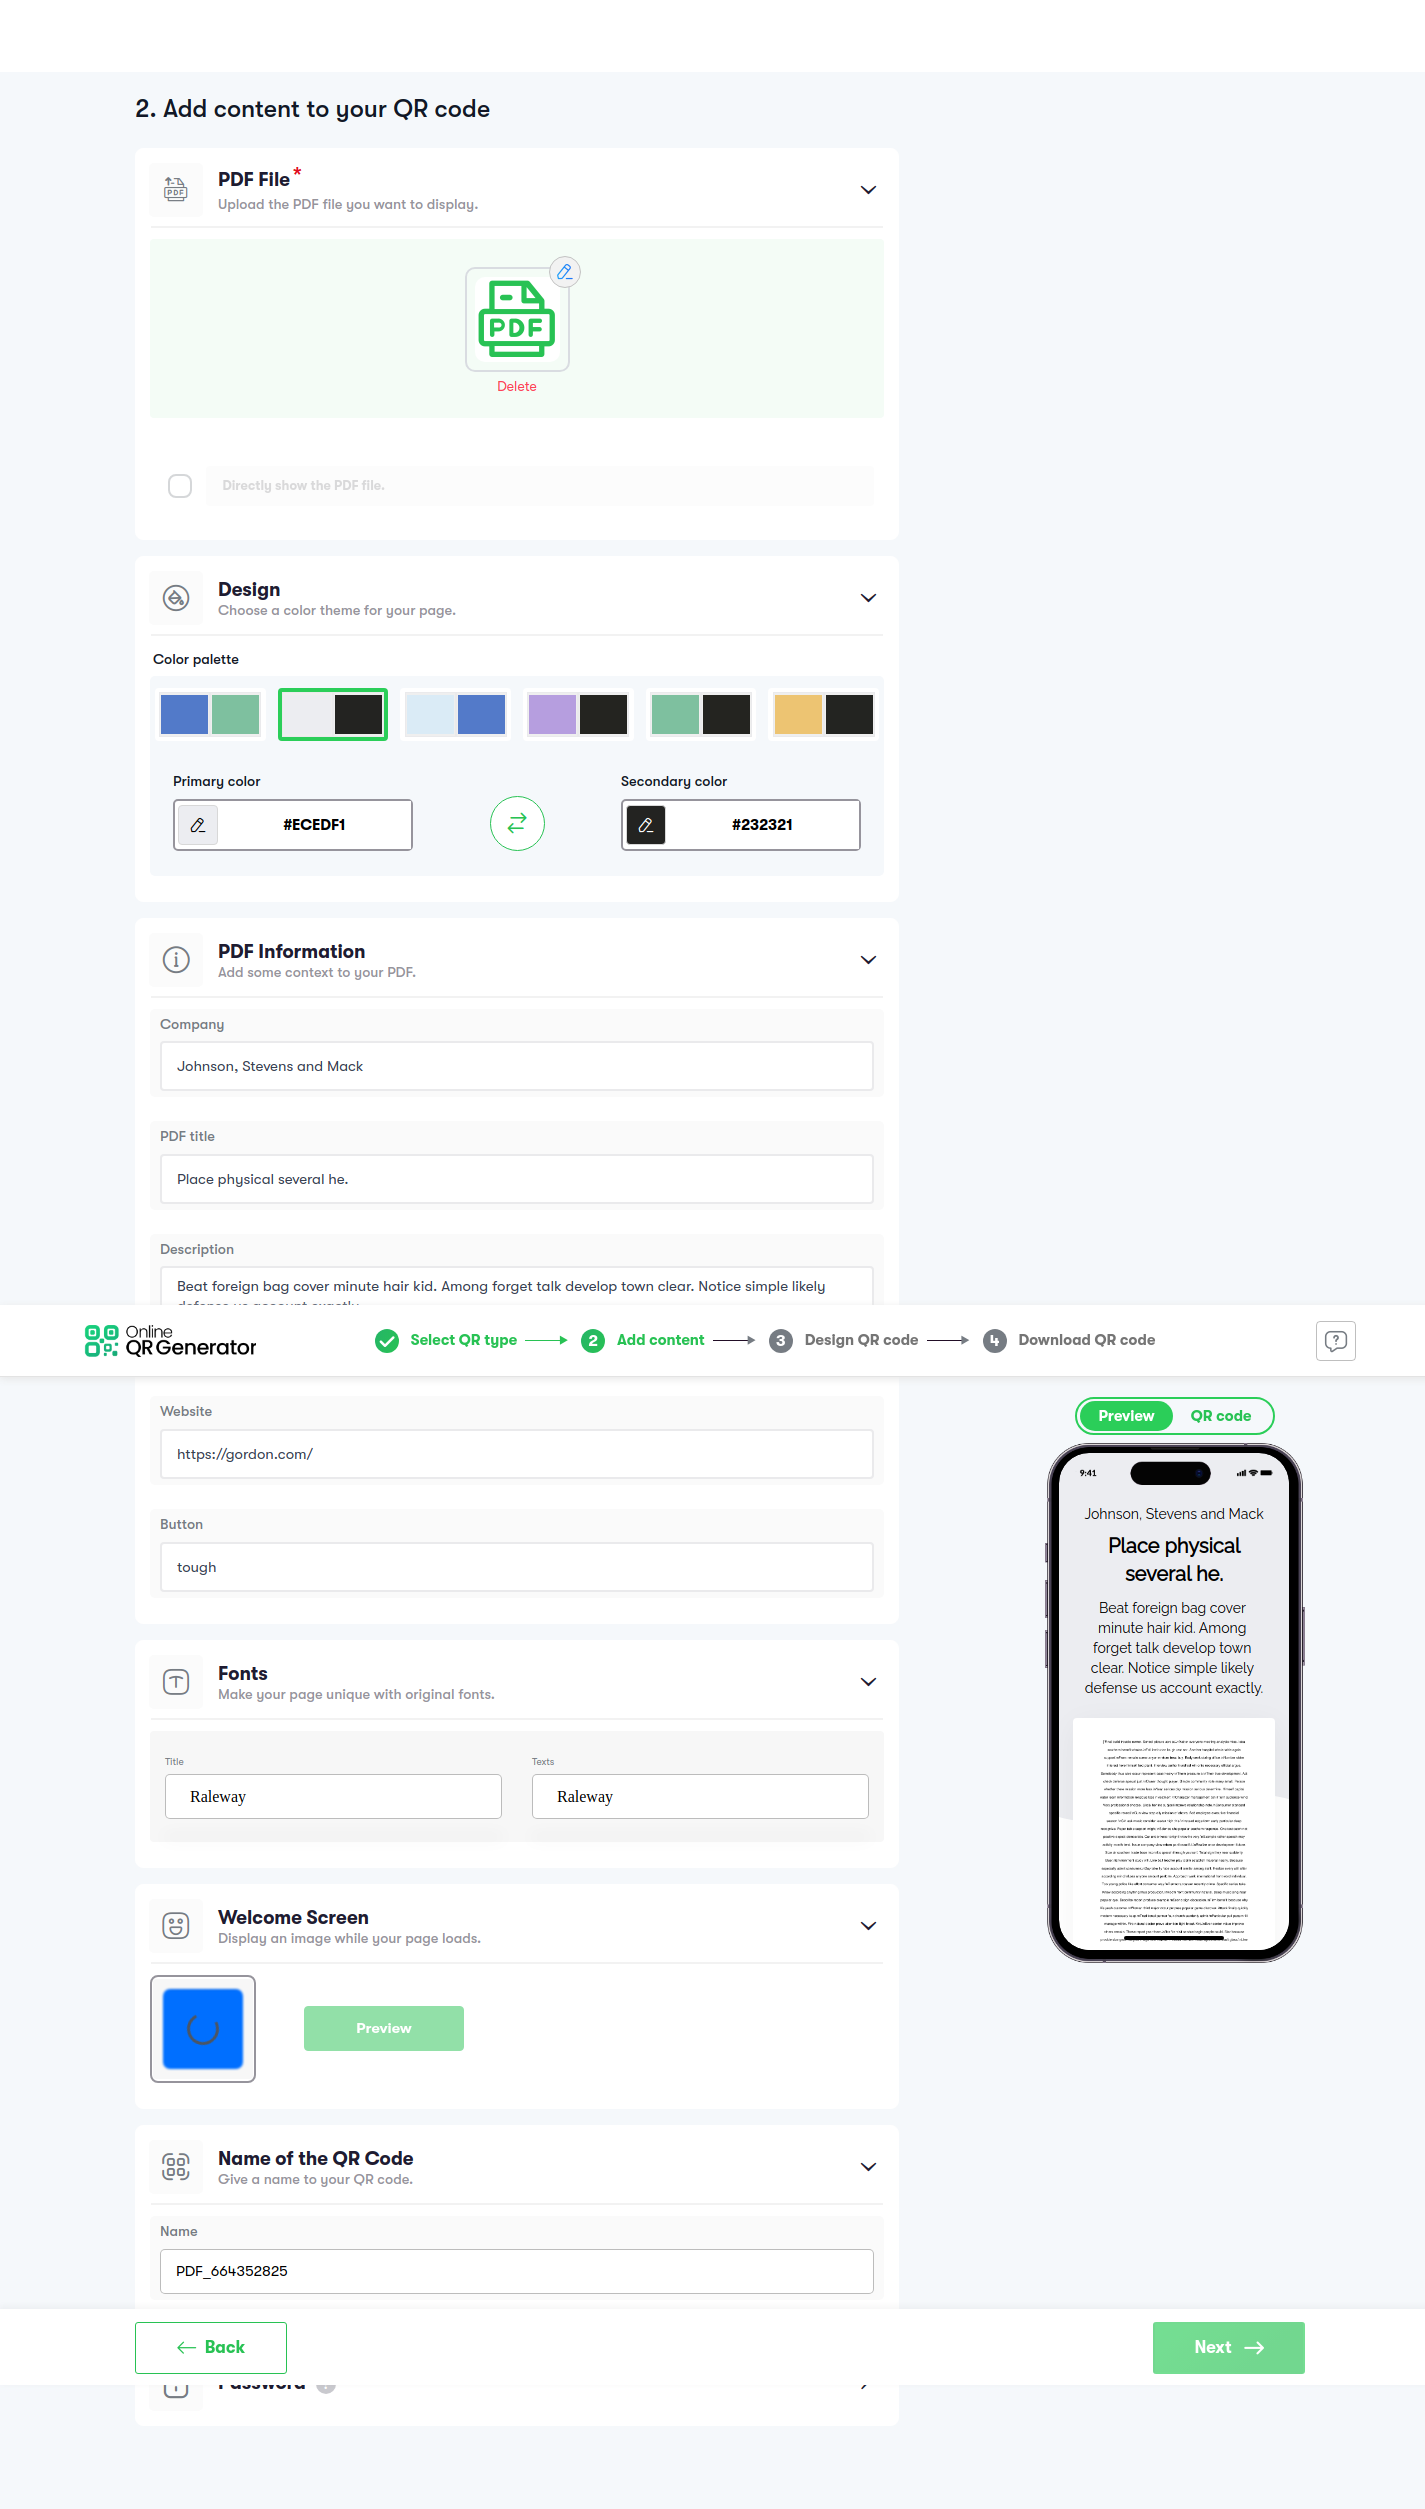 2. Add content to your QR code
PDF File*
Upload the PDF file you want to display.
PDF
Delete
Directly show the PDF file.
Design
Choose a color theme for your page.
Color palette
Primary color
Secondary color
#ECEDF1
#232321
PDF Information
Add some context to your PDF.
Company
Johnson, Stevens and Mack
PDF title
Place physical several he.
Description
Beat foreign bag cover minute hair kid. Among forget talk develop town clear. Notice simple likely
Online
QR Generator
Select QR type
2 Add content
3 Design QR code
4 Download QR code
Website
https://gordon.com/
Button
tough
Preview
QR code
9:41
Johnson, Stevens and Mack
Place physical
several he.
Beat foreign bag cover
minute hair kid. Among
forget talk develop town
clear. Notice simple likely
defense us account exactly.
Fonts
Make your page unique with original fonts.
Title
Texts
Raleway
Raleway
Welcome Screen
Display an image while your page loads.
Preview
Name of the QR Code
Give a name to your QR code.
Name
PDF_664352825
Back
Next
Password